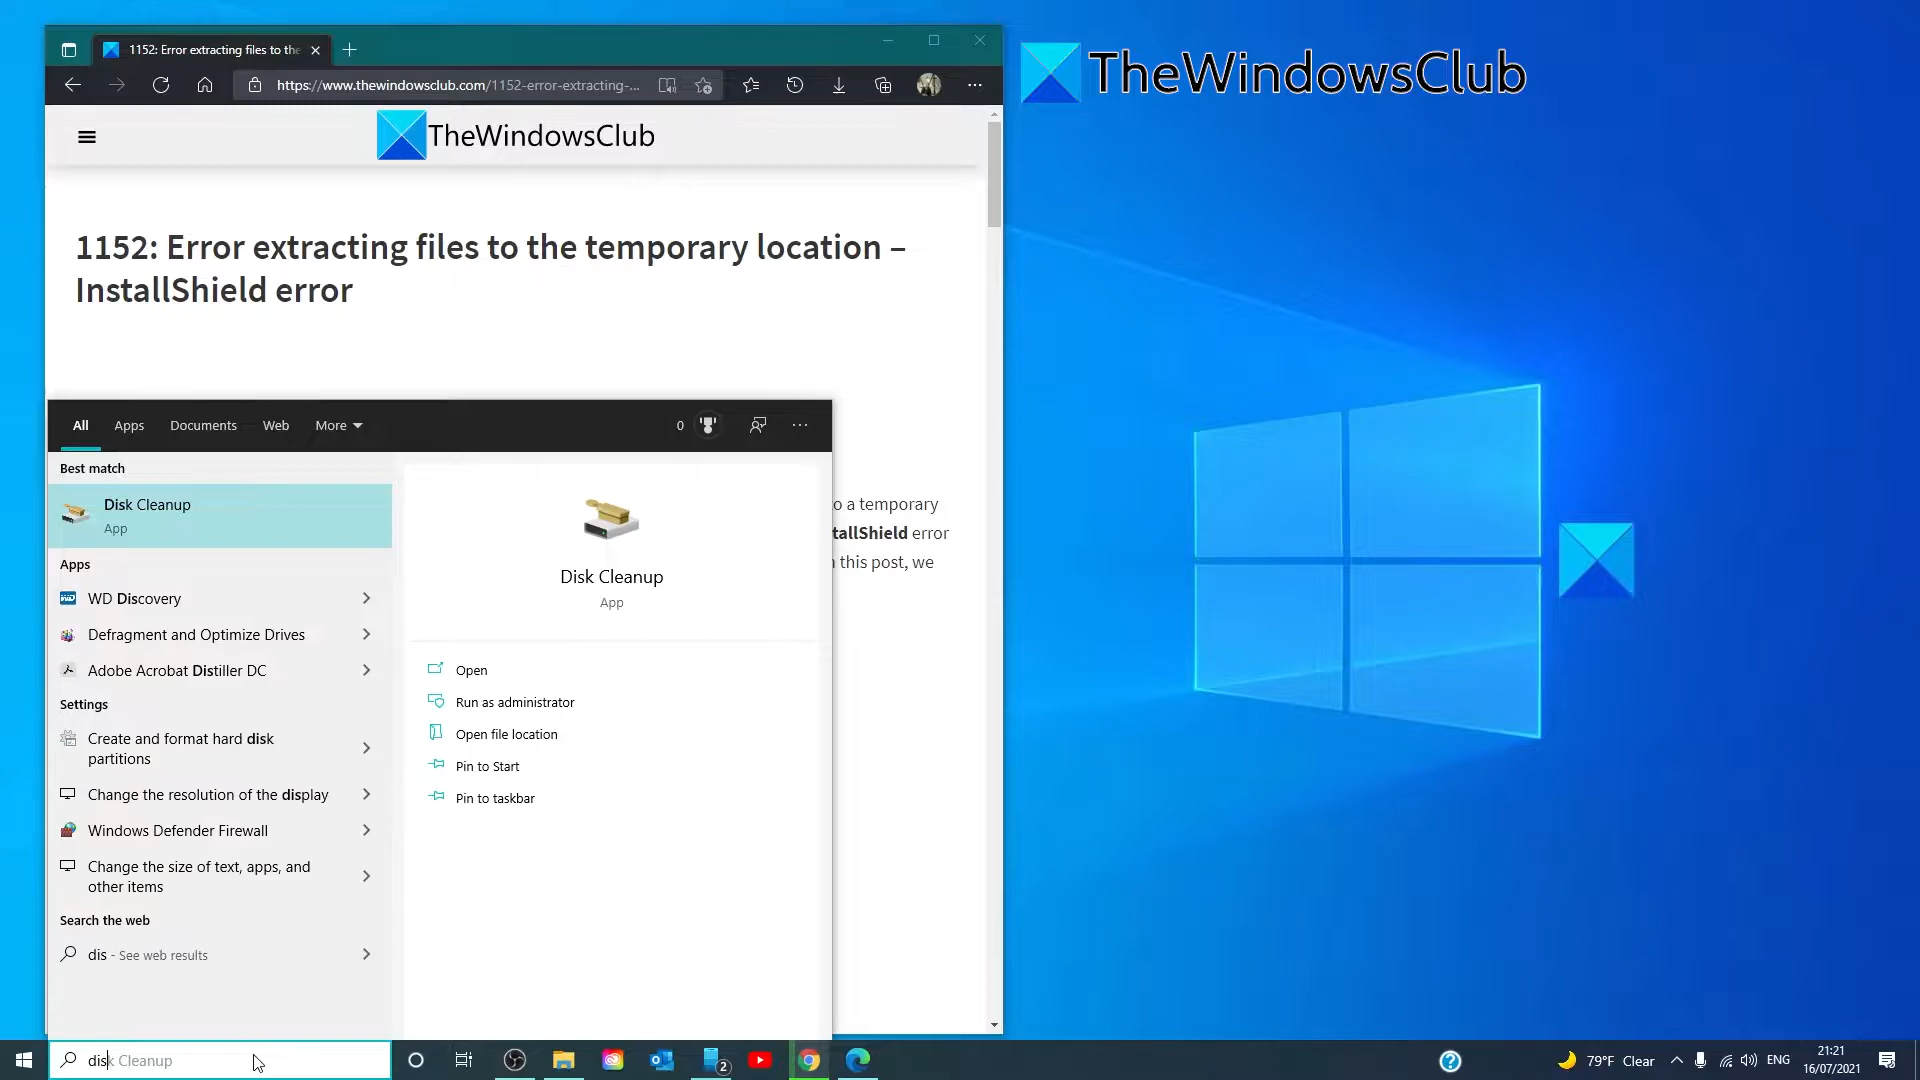 1152: Error extracting files to the
https://www.thewindowsclub.com/1152-error-extracting-...
TheWindowsClub
TheWindowsClub
1152: Error extracting files to the temporary location –
InstallShield error
o a temporary
tallShield error
this post, we
All Apps Documents Web More 0 ...
Best match
Disk Cleanup
App
Apps
WD Discovery
Defragment and Optimize Drives
Adobe Acrobat Distiller DC
Settings
Create and format hard disk
partitions
Change the resolution of the display
Windows Defender Firewall
Change the size of text, apps, and
other items
Search the web
dis - See web results
Disk Cleanup
App
Open
Run as administrator
Open file location
Pin to Start
Pin to taskbar
disk Cleanup
2
79°F Clear
ENG
21:21
16/07/2021